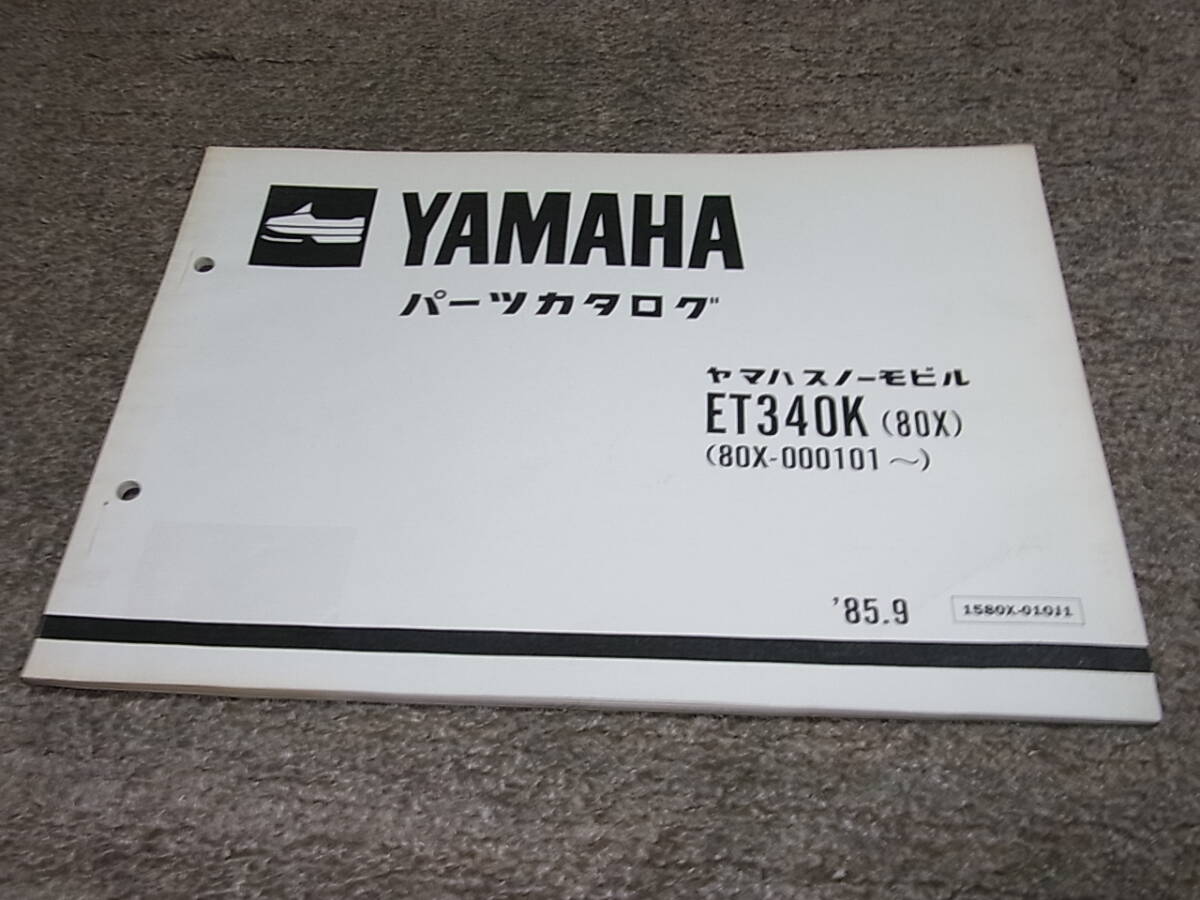 YAMAHA
パーツカタログ
ヤマハスノーモビル
ET340K (80X)
(80X-000101～)
'85.9
1580X-010J1